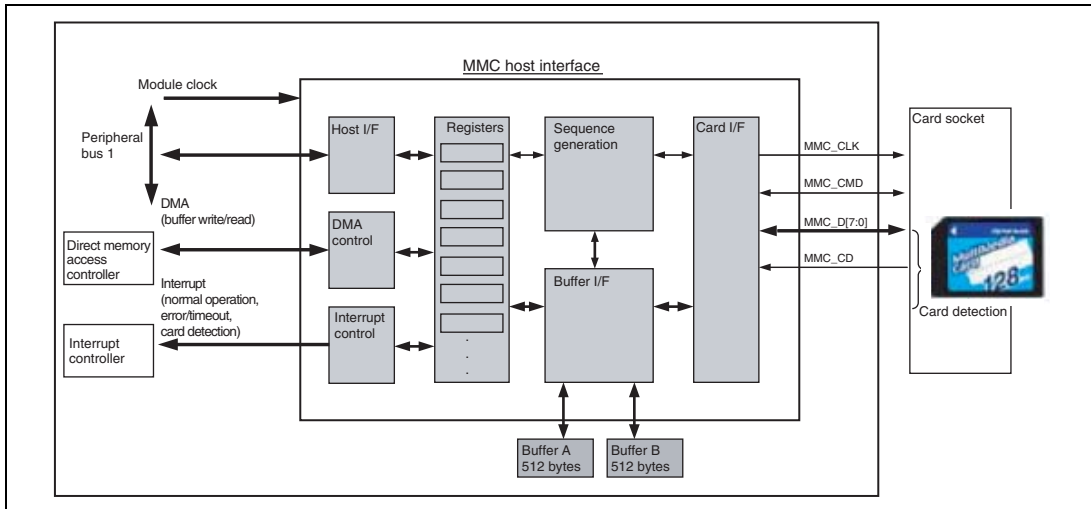 MMC host interface
Module clock
Peripheral
bus 1
DMA
(buffer write/read)
Direct memory
access
controller
Interrupt
(normal operation,
error/timeout,
card detection)
Interrupt
controller
Host I/F
DMA
control
Interrupt
control
Registers
.
.
.
Sequence
generation
Buffer I/F
Card I/F
Buffer A
512 bytes
Buffer B
512 bytes
MMC_CLK
MMC_CMD
MMC_D[7:0]
MMC_CD
Card socket
MultiMedia
Card
128
Card detection